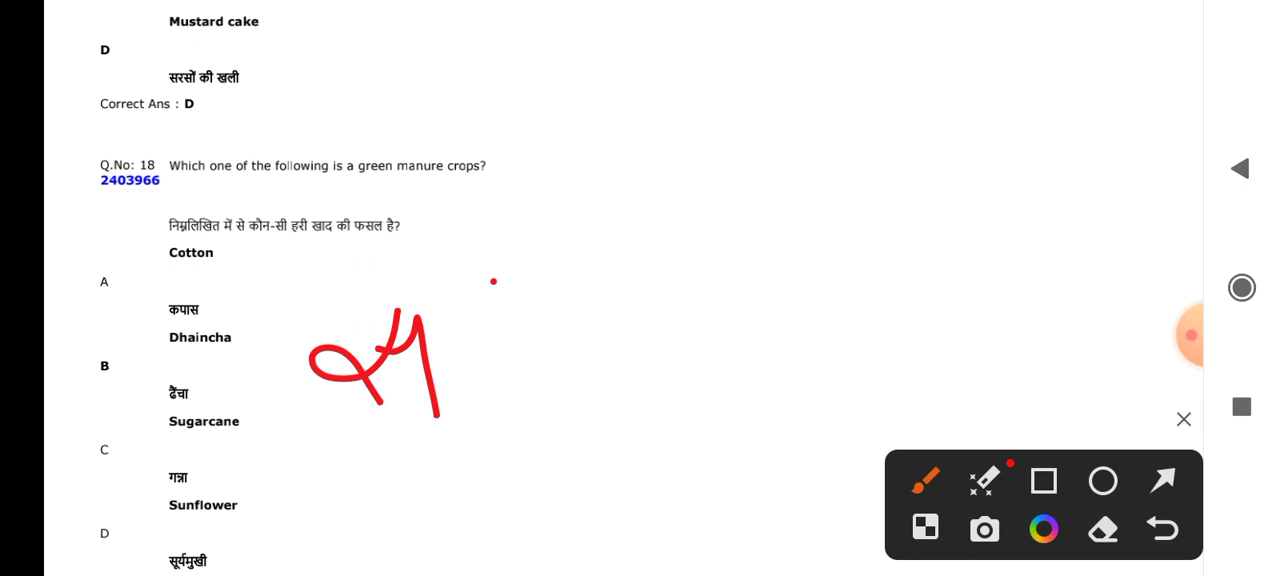 Mustard cake
D
सरसों की खली
Correct Ans : D
Q.No: 18 Which one of the following is a green manure crops?
2403966
निम्नलिखित में से कौन-सी हरी खाद की फसल है?
Cotton
A
कपास
Dhaincha
B
ढैंचा
Sugarcane
C
गन्ना
Sunflower
D
सूर्यमुखी